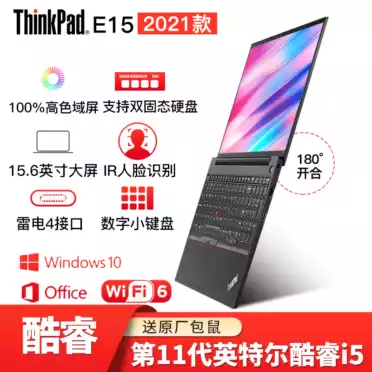 ThinkPad E15 2021款
100%高色域屏 支持双固态硬盘
15.6英寸大屏 IR人脸识别
180°
开合
雷电4接口 数字小键盘
Windows10
Office WiFi 6
ThinkPad
酷睿 送原厂包鼠
第11代英特尔酷睿i5